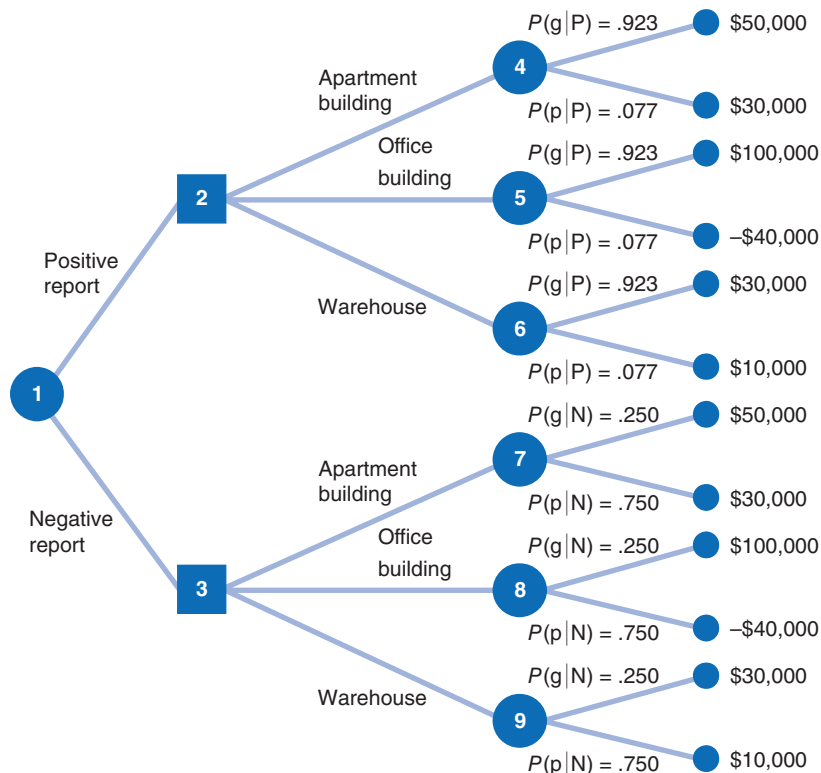 P(g|P) = .923
$50,000
4
Apartment
building
P(p|P) = .077
$30,000
Office
building
P(g|P) = .923
$100,000
2
5
P(p|P) = .077
–$40,000
Positive
report
P(g|P) = .923
$30,000
Warehouse
6
P(p|P) = .077
$10,000
1
P(g|N) = .250
$50,000
7
Apartment
building
P(p|N) = .750
$30,000
Negative
report
Office
building
P(g|N) = .250
$100,000
3
8
P(p|N) = .750
–$40,000
P(g|N) = .250
$30,000
Warehouse
9
P(p|N) = .750
$10,000